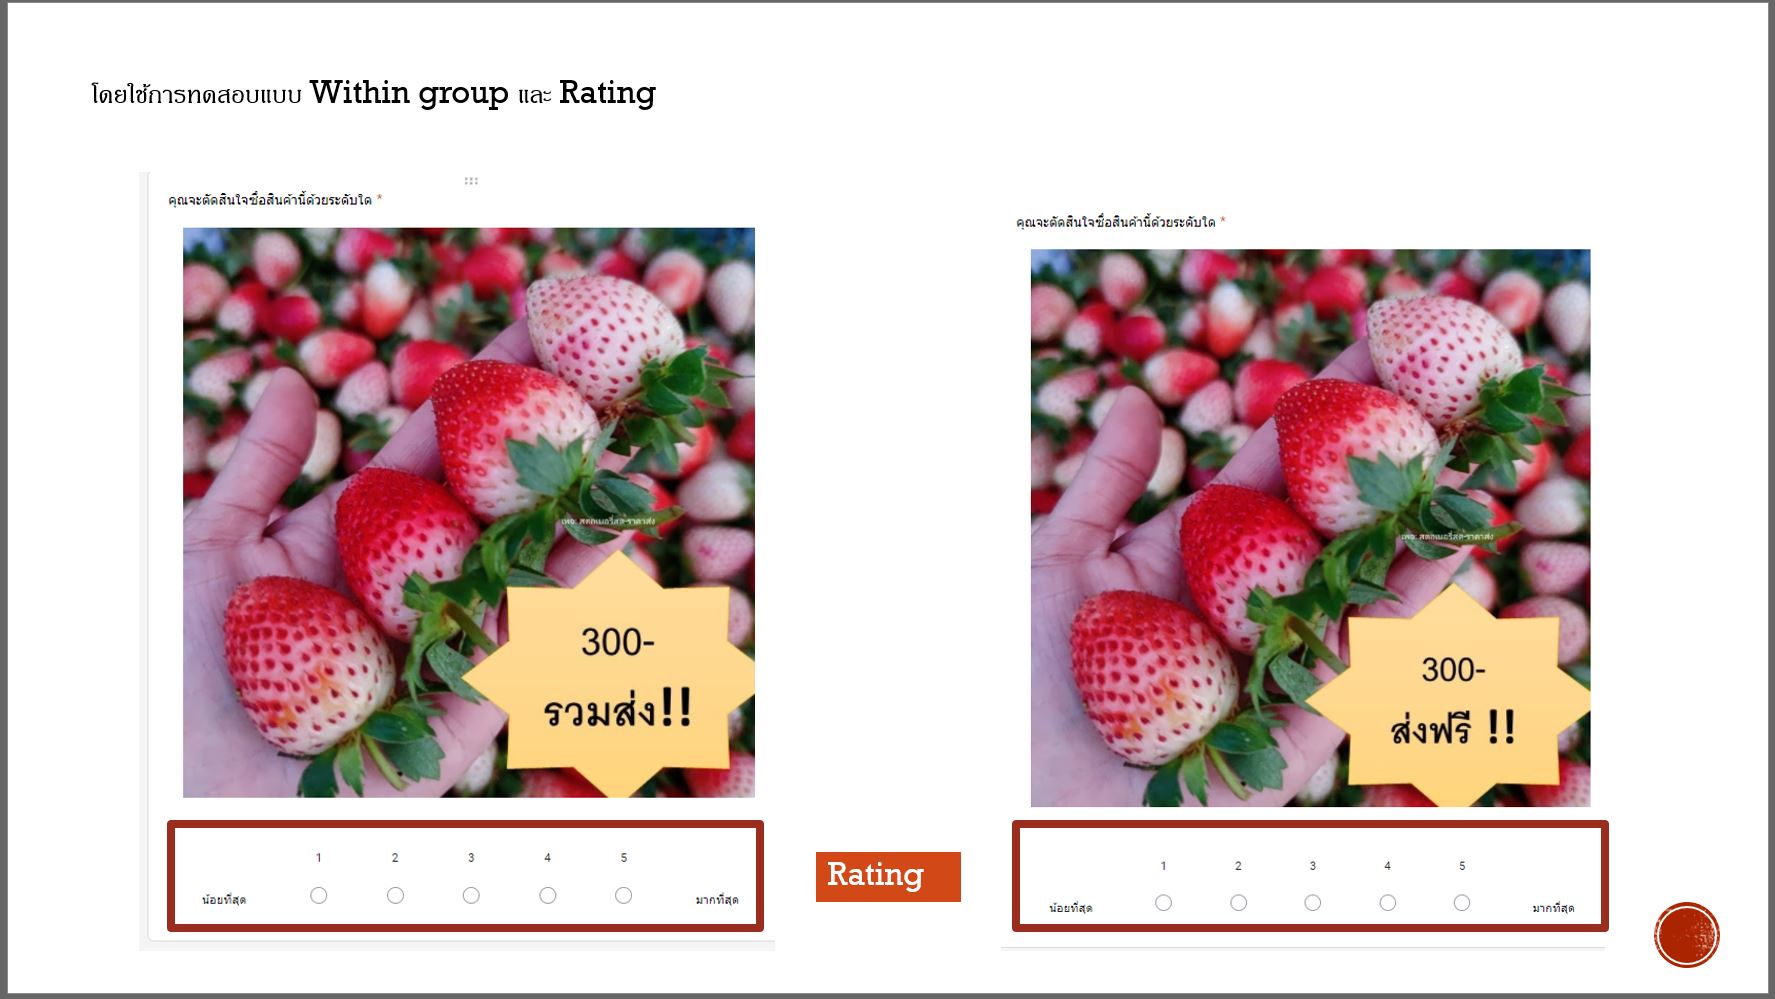 โดยใช้การทดสอบแบบ Within group และ Rating
คุณจะตัดสินใจซื้อสินค้านี้ด้วยระดับใด *
เพจ: สตอเบอรี่สด ราคาส่ง
300-
รวมส่ง!!
1 2 3 4 5
น้อยที่สุด มากที่สุด
Rating
คุณจะตัดสินใจซื้อสินค้านี้ด้วยระดับใด *
เพจ: สตอเบอรี่สด ราคาส่ง
300-
ส่งฟรี !!
1 2 3 4 5
น้อยที่สุด มากที่สุด